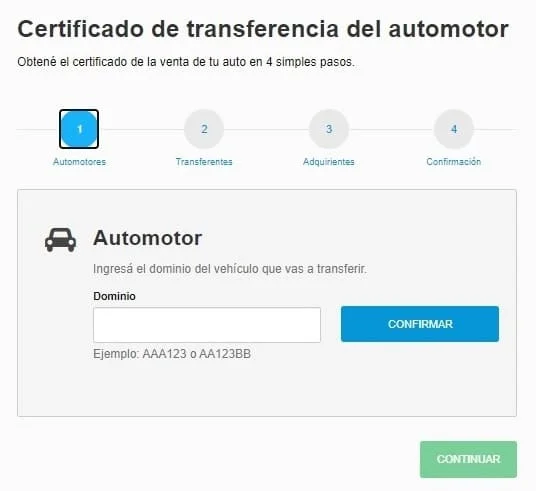 Certificado de transferencia del automotor
Obtené el certificado de la venta de tu auto en 4 simples pasos.
1 2 3 4
Automotores Transferentes Adquirientes Confirmación
Automotor
Ingresá el dominio del vehículo que vas a transferir.
Dominio
CONFIRMAR
Ejemplo: AAA123 o AA123BB
CONTINUAR